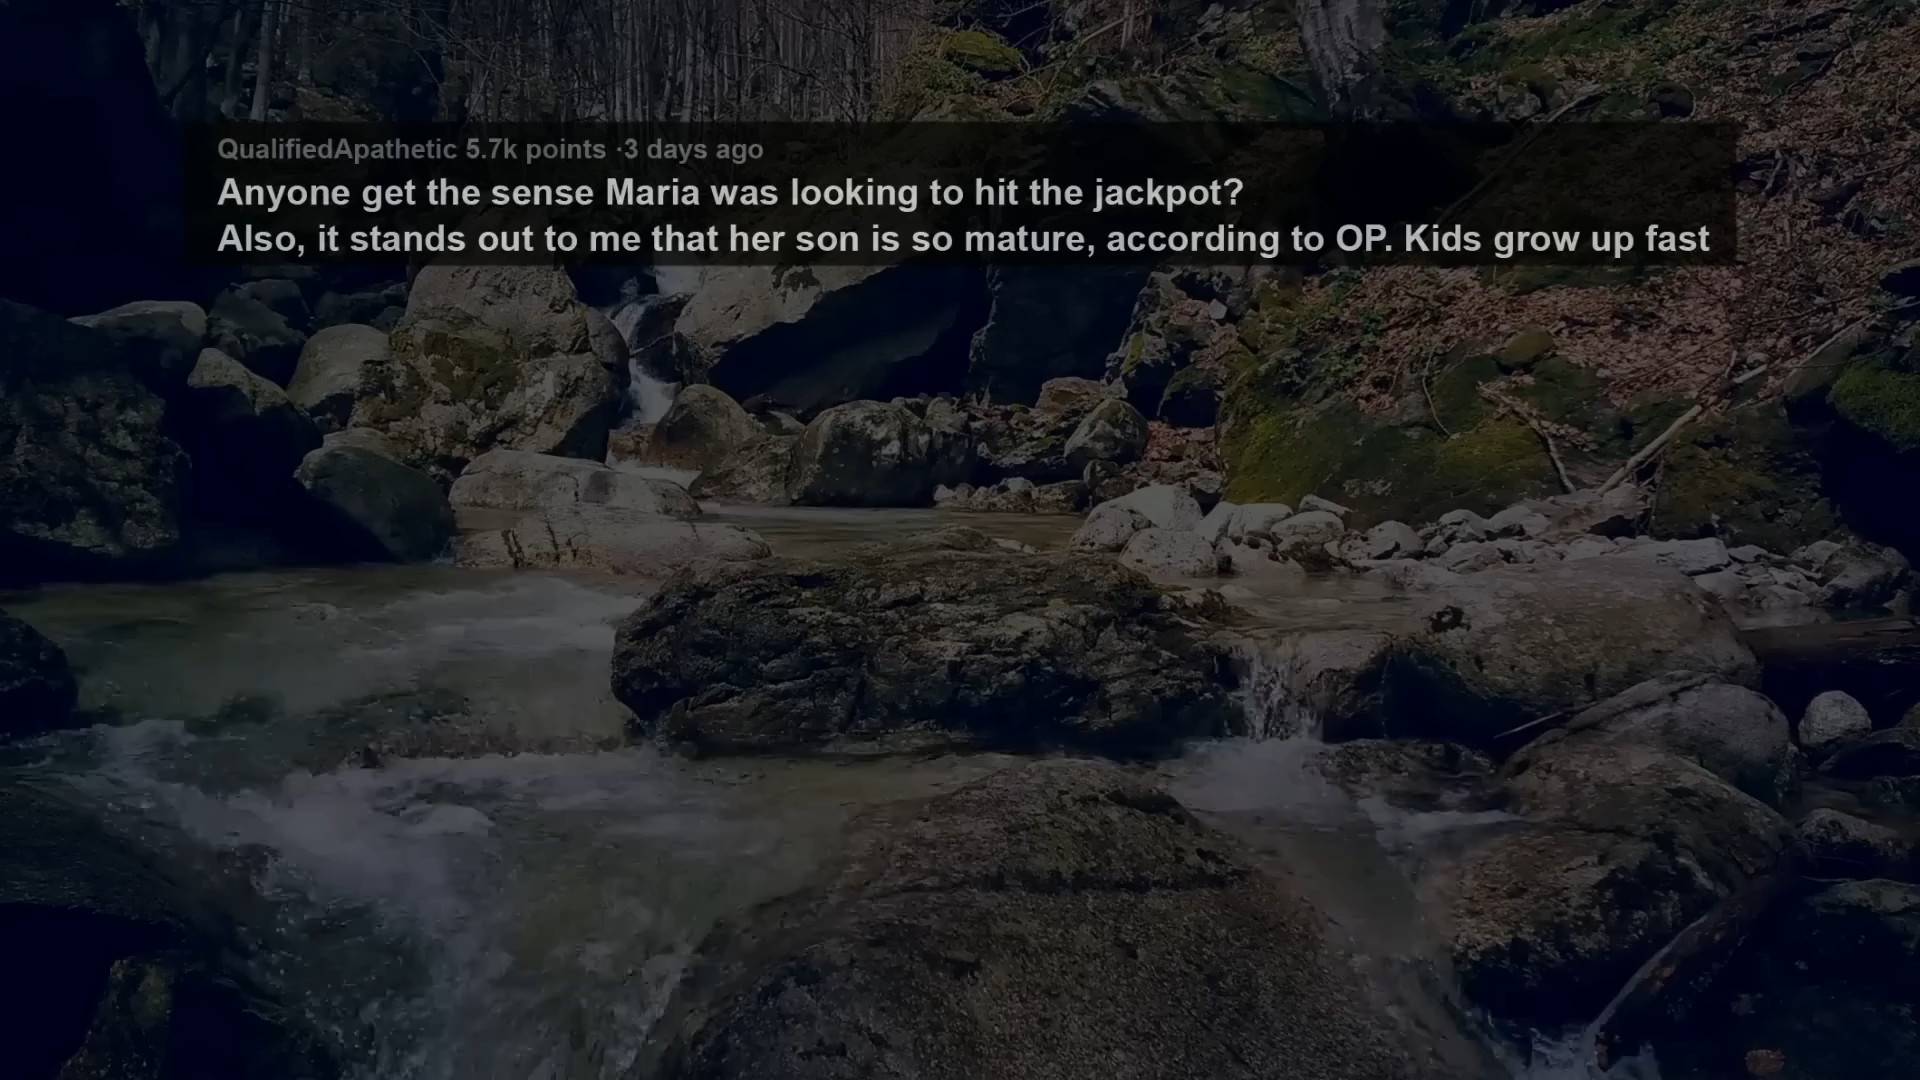 QualifiedApathetic 5.7k points ·3 days ago
Anyone get the sense Maria was looking to hit the jackpot?
Also, it stands out to me that her son is so mature, according to OP. Kids grow up fast